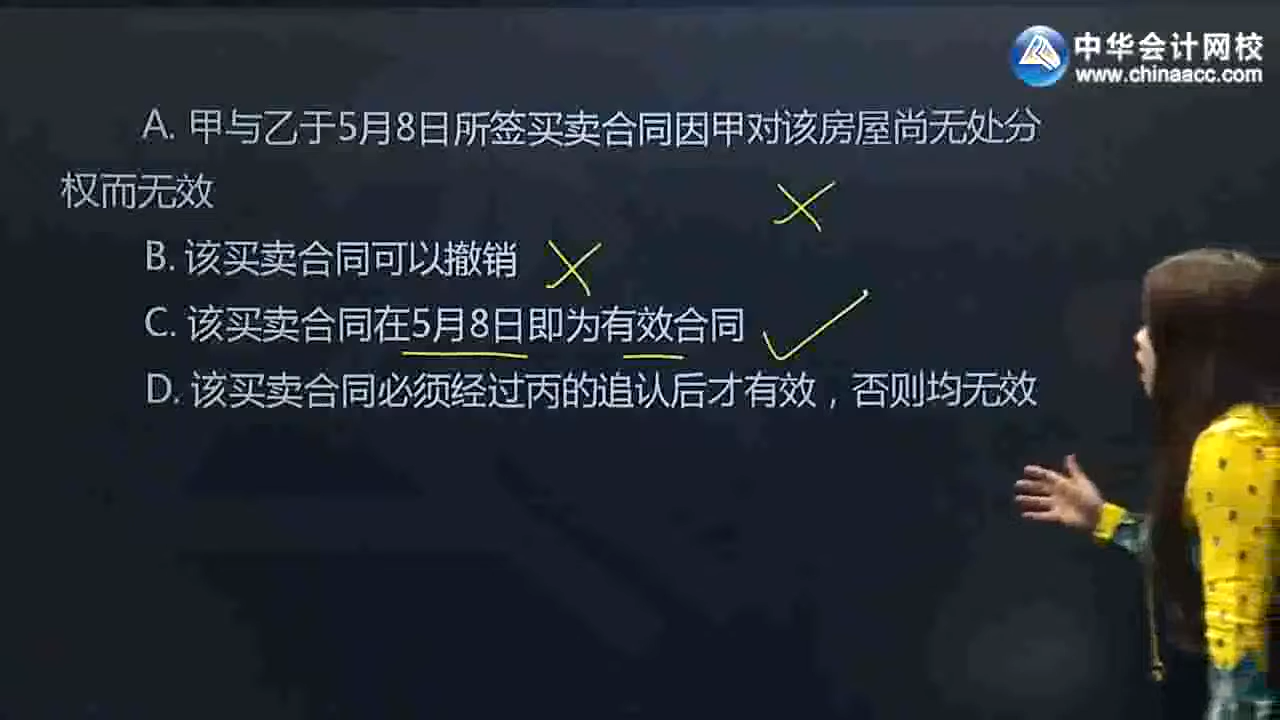 中华会计网校
www.chinaacc.com
A. 甲与乙于5月8日所签买卖合同因甲对该房屋尚无处分
权而无效
B. 该买卖合同可以撤销
C. 该买卖合同在5月8日即为有效合同
D. 该买卖合同必须经过丙的追认后才有效，否则均无效